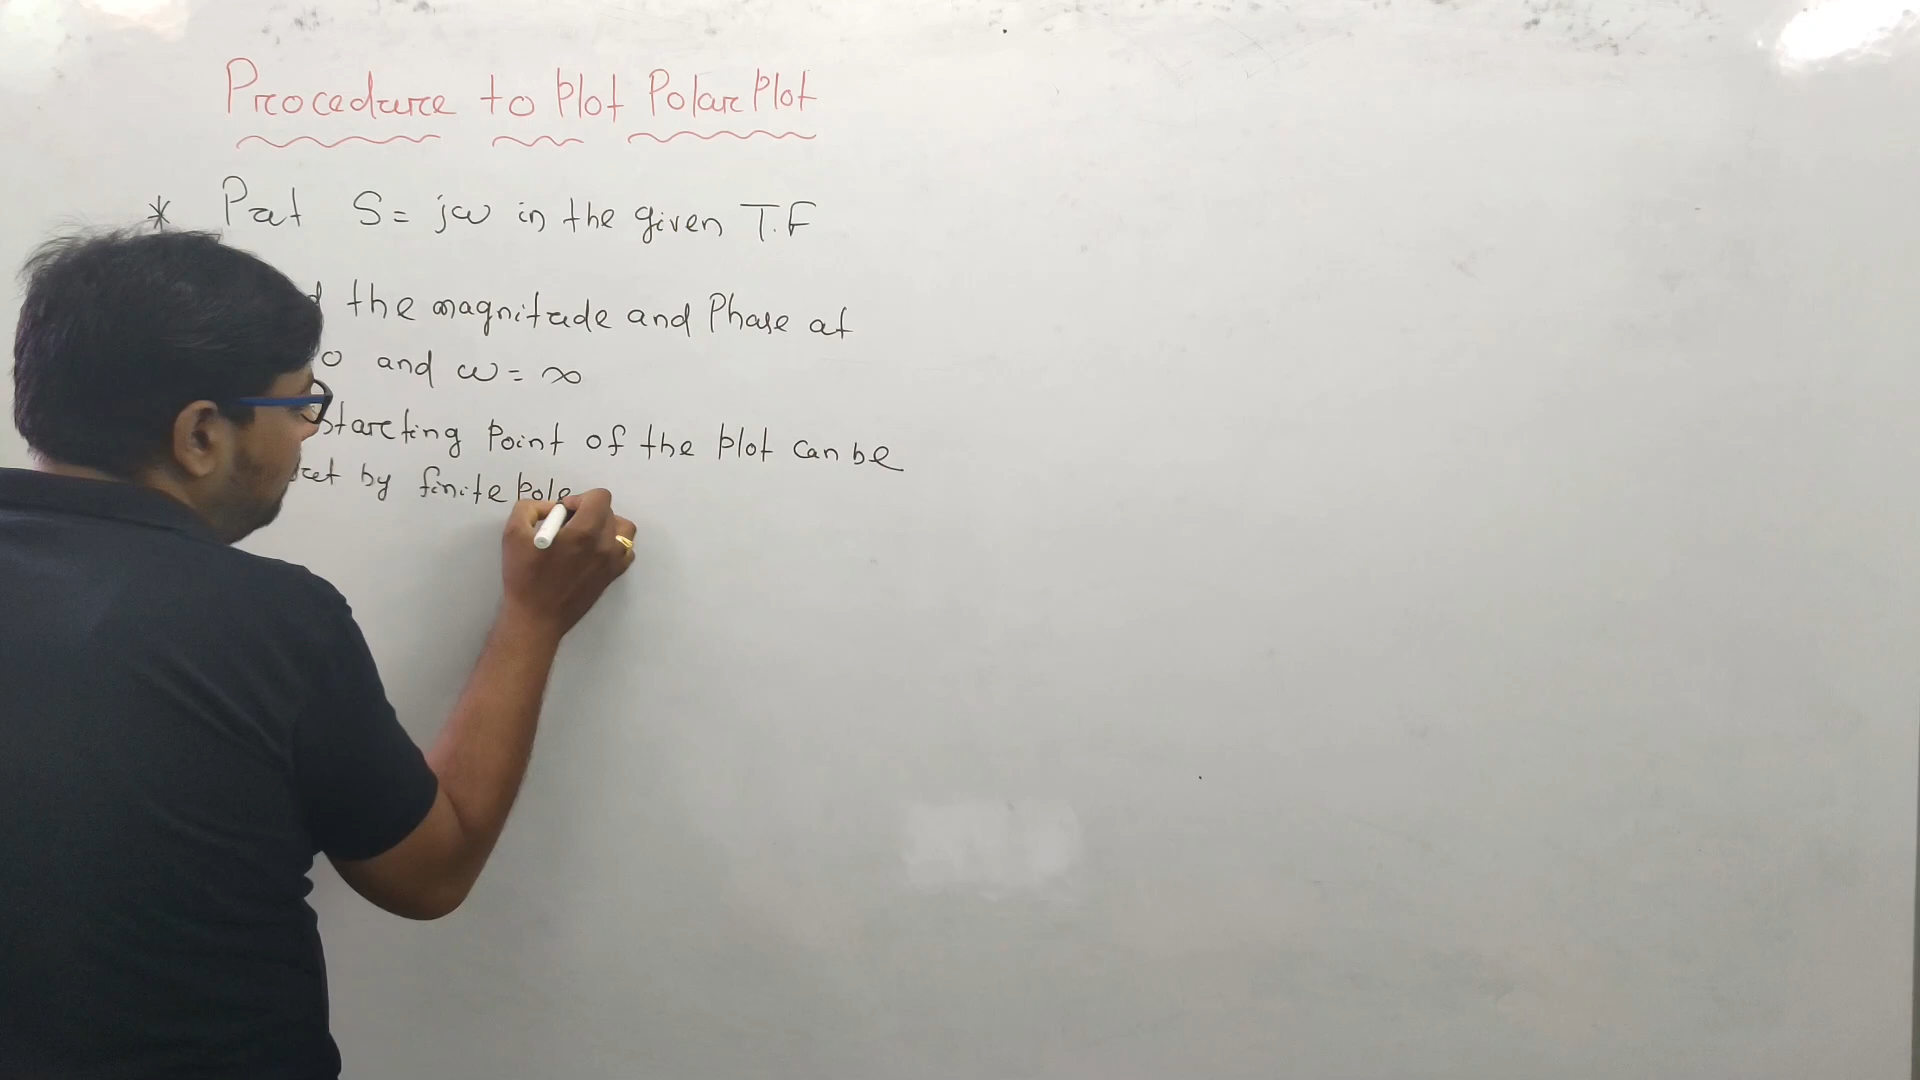 Procedure to Plot Polar Plot
* Put S = jω in the given T.F
the magnitude and Phase at
0 and ω = ∞
Starting Point of the Plot can be
by finite Pole